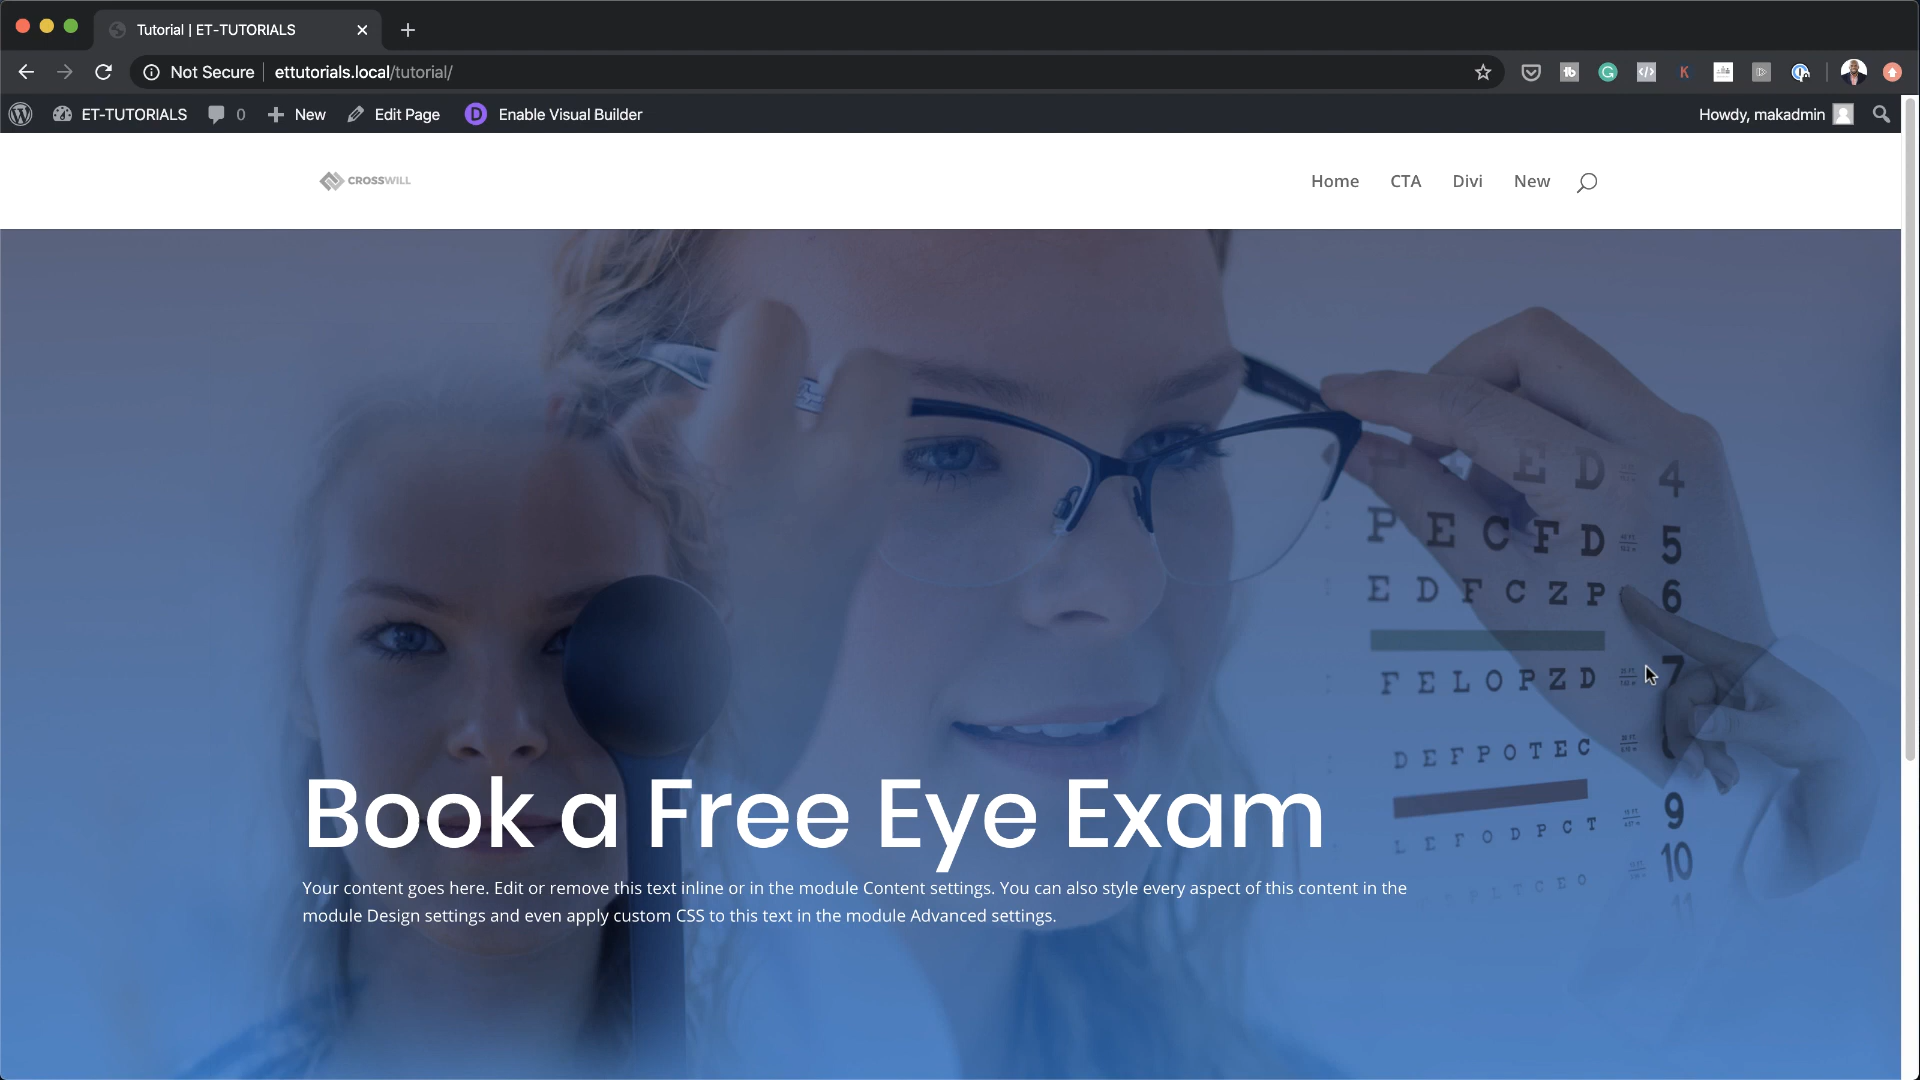 Tutorial | ET-TUTORIALS
Not Secure
ettutorials.local/tutorial/
ET-TUTORIALS
0
New
Edit Page
D
Enable Visual Builder
Howdy, makadmin
CROSSWILL
Home
CTA
Divi
New
E D 4
P E C F D 5
E D F C Z P 6
F E L O P Z D 7
D E F P O T E C
9
L E F O D P C T
10
11
Book a Free Eye Exam
Your content goes here. Edit or remove this text inline or in the module Content settings. You can also style every aspect of this content in the
module Design settings and even apply custom CSS to this text in the module Advanced settings.